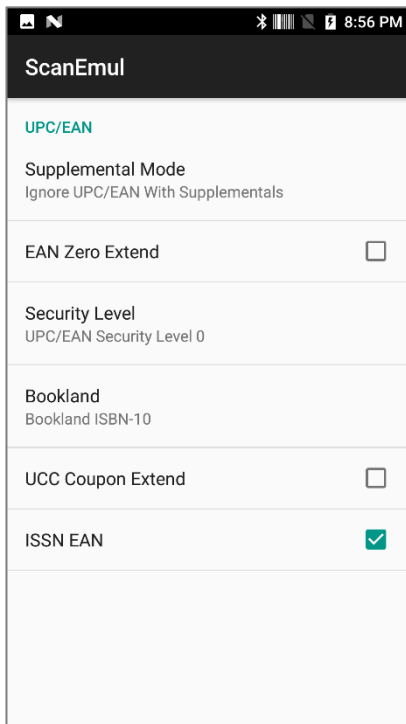 8:56 PM
ScanEmul
UPC/EAN
Supplemental Mode
Ignore UPC/EAN With Supplementals
EAN Zero Extend
Security Level
UPC/EAN Security Level 0
Bookland
Bookland ISBN-10
UCC Coupon Extend
ISSN EAN